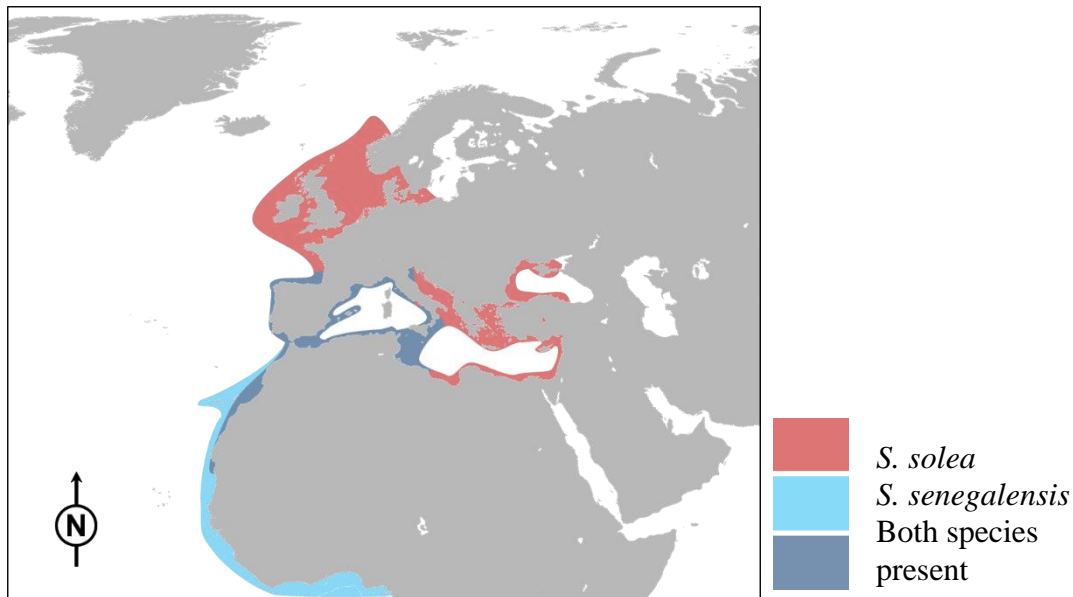 N
S. solea
S. senegalensis
Both species
present